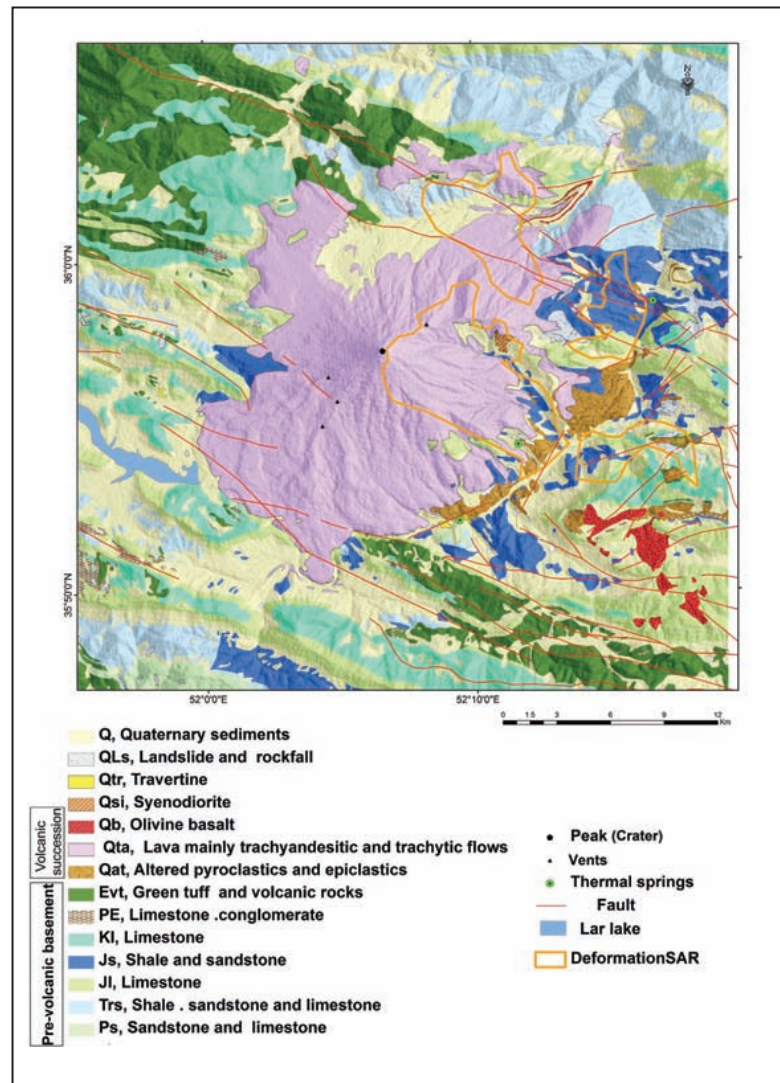 36°0'0"N
35°50'0"N
52°0'0"E
52°10'0"E
0 1.5 3 6 9 12
Km
Q, Quaternary sediments
QLs, Landslide and rockfall
Qtr, Travertine
Qsi, Syenodiorite
Qb, Olivine basalt
Qta, Lava mainly trachyandesitic and trachytic flows
Qat, Altered pyroclastics and epiclastics
Evt, Green tuff and volcanic rocks
PE, Limestone .conglomerate
Kl, Limestone
Js, Shale and sandstone
Jl, Limestone
Trs, Shale . sandstone and limestone
Ps, Sandstone and limestone
Volcanic succession
Pre-volcanic basement
Peak (Crater)
Vents
Thermal springs
Fault
Lar lake
DeformationSAR